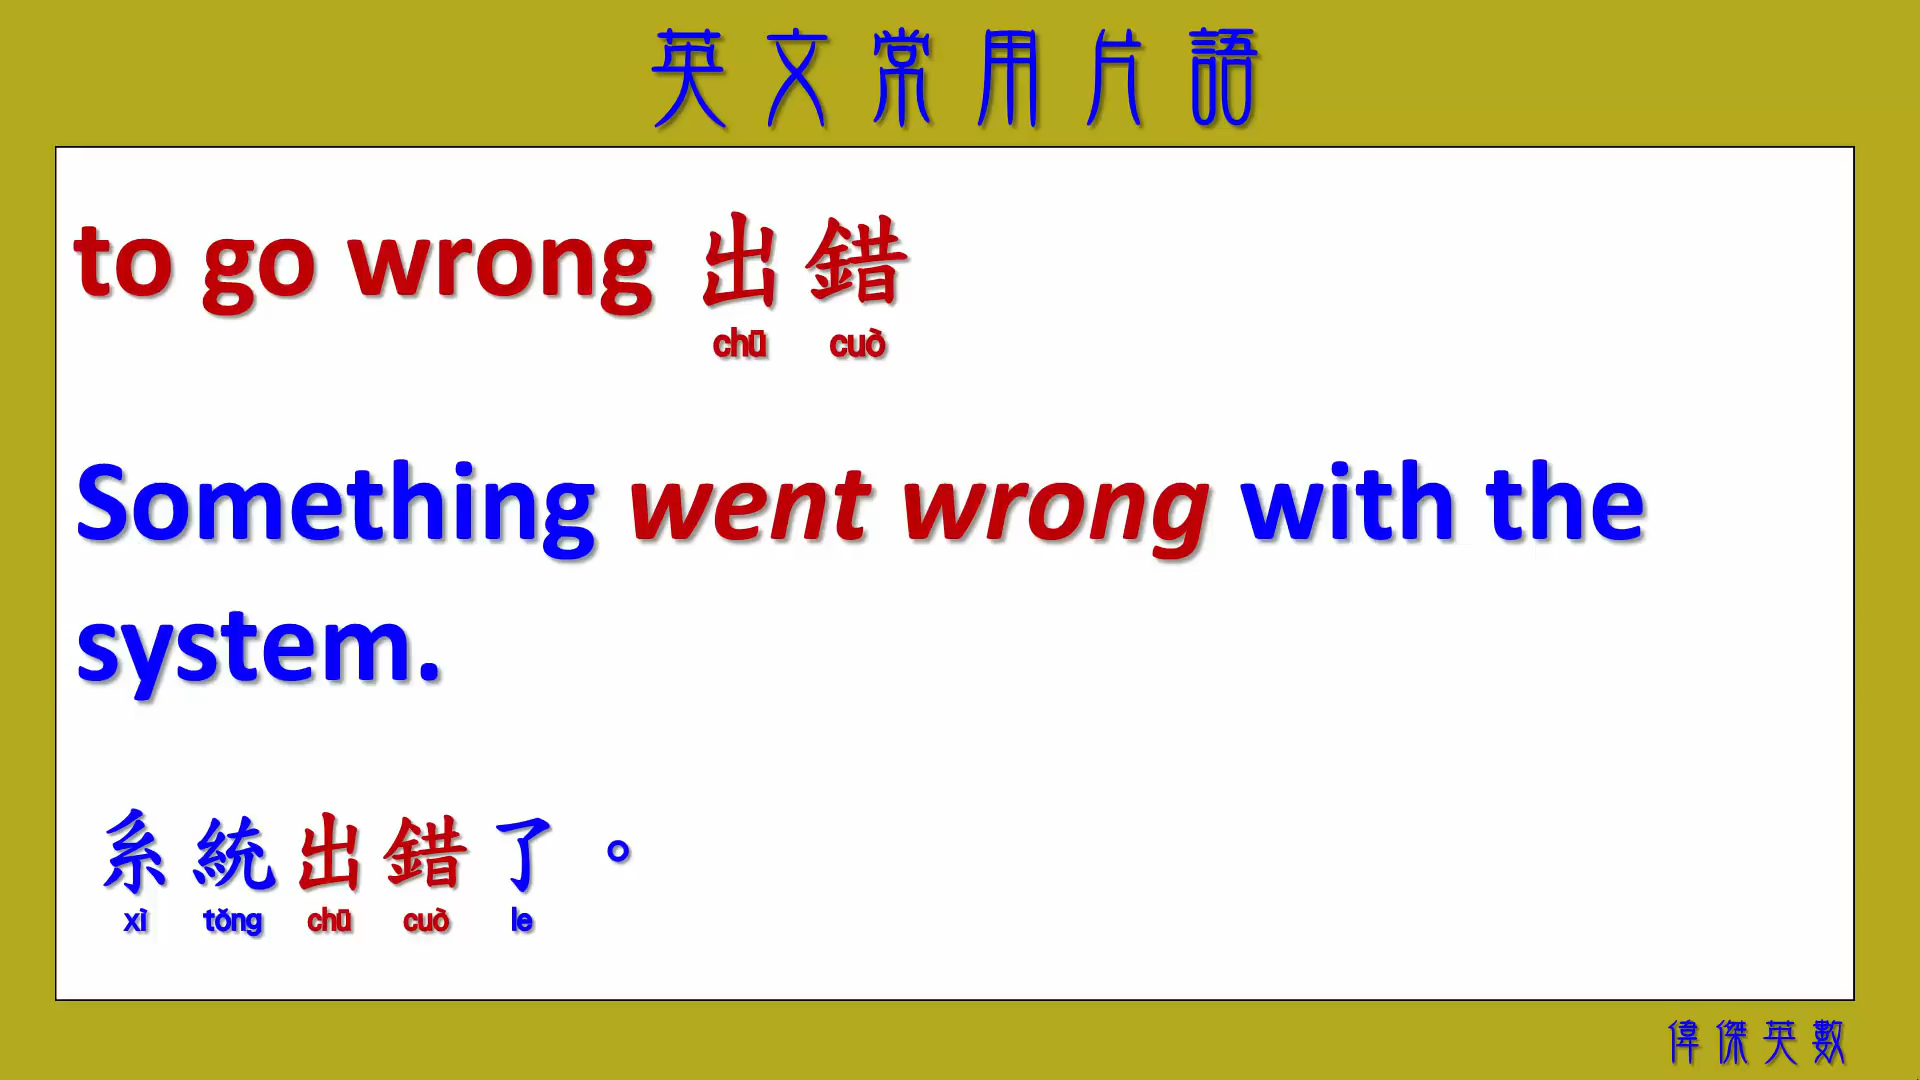 英文常用片語
to go wrong 出錯
chū cuò
Something went wrong with the
system.
系統出錯了。
xì tǒng chū cuò le
偉傑英數